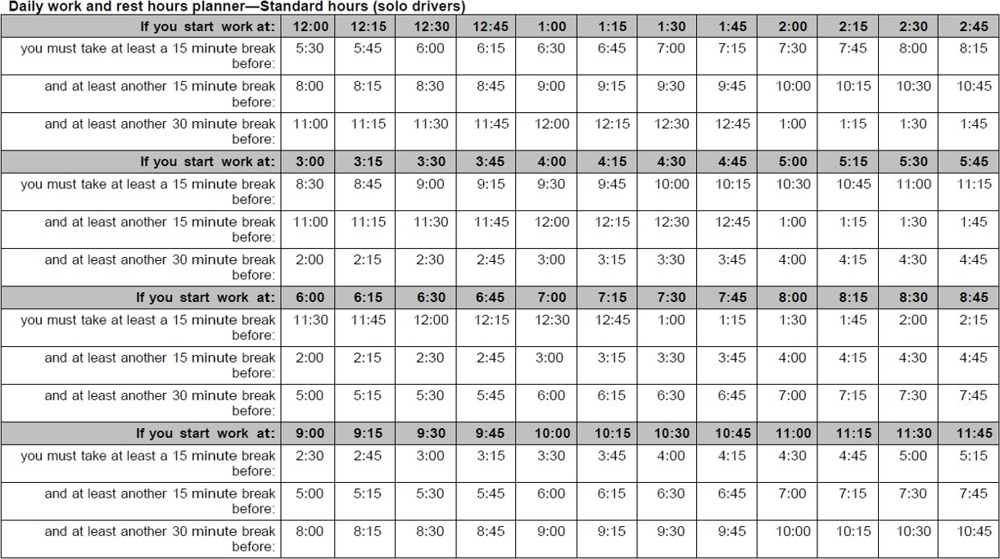 Daily work and rest hours planner—Standard hours (solo drivers)
If you start work at: 12:00 12:15 12:30 12:45 1:00 1:15 1:30 1:45 2:00 2:15 2:30 2:45
you must take at least a 15 minute break before: 5:30 5:45 6:00 6:15 6:30 6:45 7:00 7:15 7:30 7:45 8:00 8:15
and at least another 15 minute break before: 8:00 8:15 8:30 8:45 9:00 9:15 9:30 9:45 10:00 10:15 10:30 10:45
and at least another 30 minute break before: 11:00 11:15 11:30 11:45 12:00 12:15 12:30 12:45 1:00 1:15 1:30 1:45
If you start work at: 3:00 3:15 3:30 3:45 4:00 4:15 4:30 4:45 5:00 5:15 5:30 5:45
you must take at least a 15 minute break before: 8:30 8:45 9:00 9:15 9:30 9:45 10:00 10:15 10:30 10:45 11:00 11:15
and at least another 15 minute break before: 11:00 11:15 11:30 11:45 12:00 12:15 12:30 12:45 1:00 1:15 1:30 1:45
and at least another 30 minute break before: 2:00 2:15 2:30 2:45 3:00 3:15 3:30 3:45 4:00 4:15 4:30 4:45
If you start work at: 6:00 6:15 6:30 6:45 7:00 7:15 7:30 7:45 8:00 8:15 8:30 8:45
you must take at least a 15 minute break before: 11:30 11:45 12:00 12:15 12:30 12:45 1:00 1:15 1:30 1:45 2:00 2:15
and at least another 15 minute break before: 2:00 2:15 2:30 2:45 3:00 3:15 3:30 3:45 4:00 4:15 4:30 4:45
and at least another 30 minute break before: 5:00 5:15 5:30 5:45 6:00 6:15 6:30 6:45 7:00 7:15 7:30 7:45
If you start work at: 9:00 9:15 9:30 9:45 10:00 10:15 10:30 10:45 11:00 11:15 11:30 11:45
you must take at least a 15 minute break before: 2:30 2:45 3:00 3:15 3:30 3:45 4:00 4:15 4:30 4:45 5:00 5:15
and at least another 15 minute break before: 5:00 5:15 5:30 5:45 6:00 6:15 6:30 6:45 7:00 7:15 7:30 7:45
and at least another 30 minute break before: 8:00 8:15 8:30 8:45 9:00 9:15 9:30 9:45 10:00 10:15 10:30 10:45